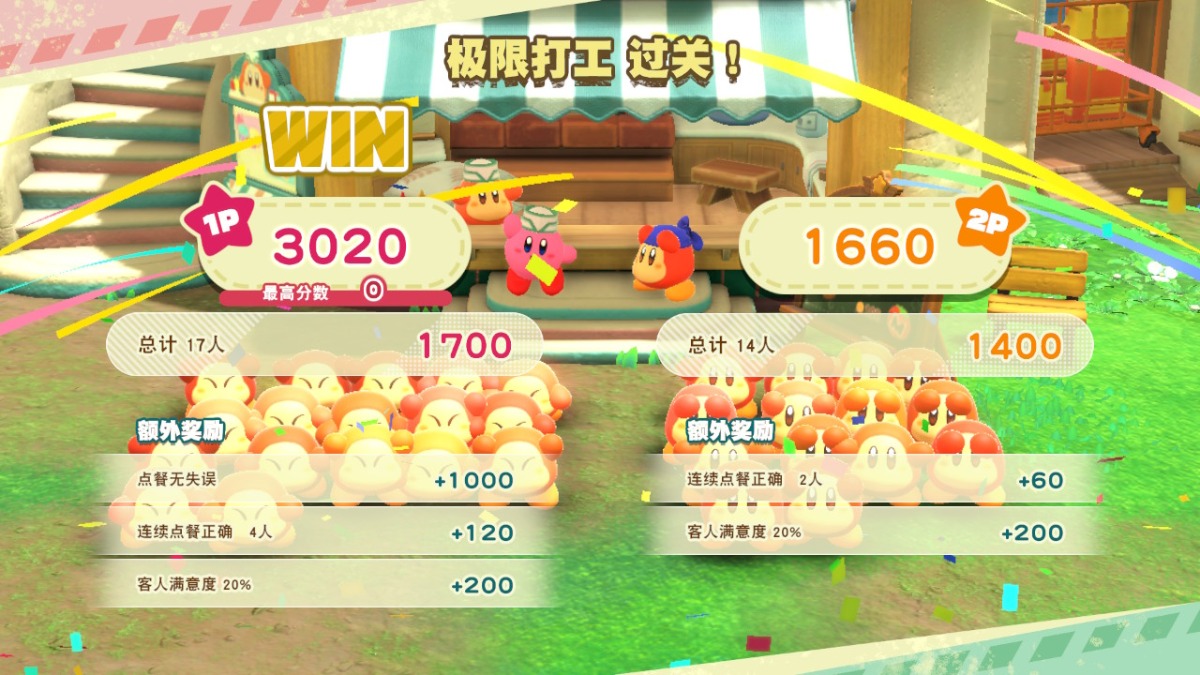 极限打工 过关！
WIN
1P
3020
最高分数
2P
1660
总计 17人 1700
额外奖励
点餐无失误 +1000
连续点餐正确 4人 +120
客人满意度 20% +200
总计 14人 1400
额外奖励
连续点餐正确 2人 +60
客人满意度 20% +200